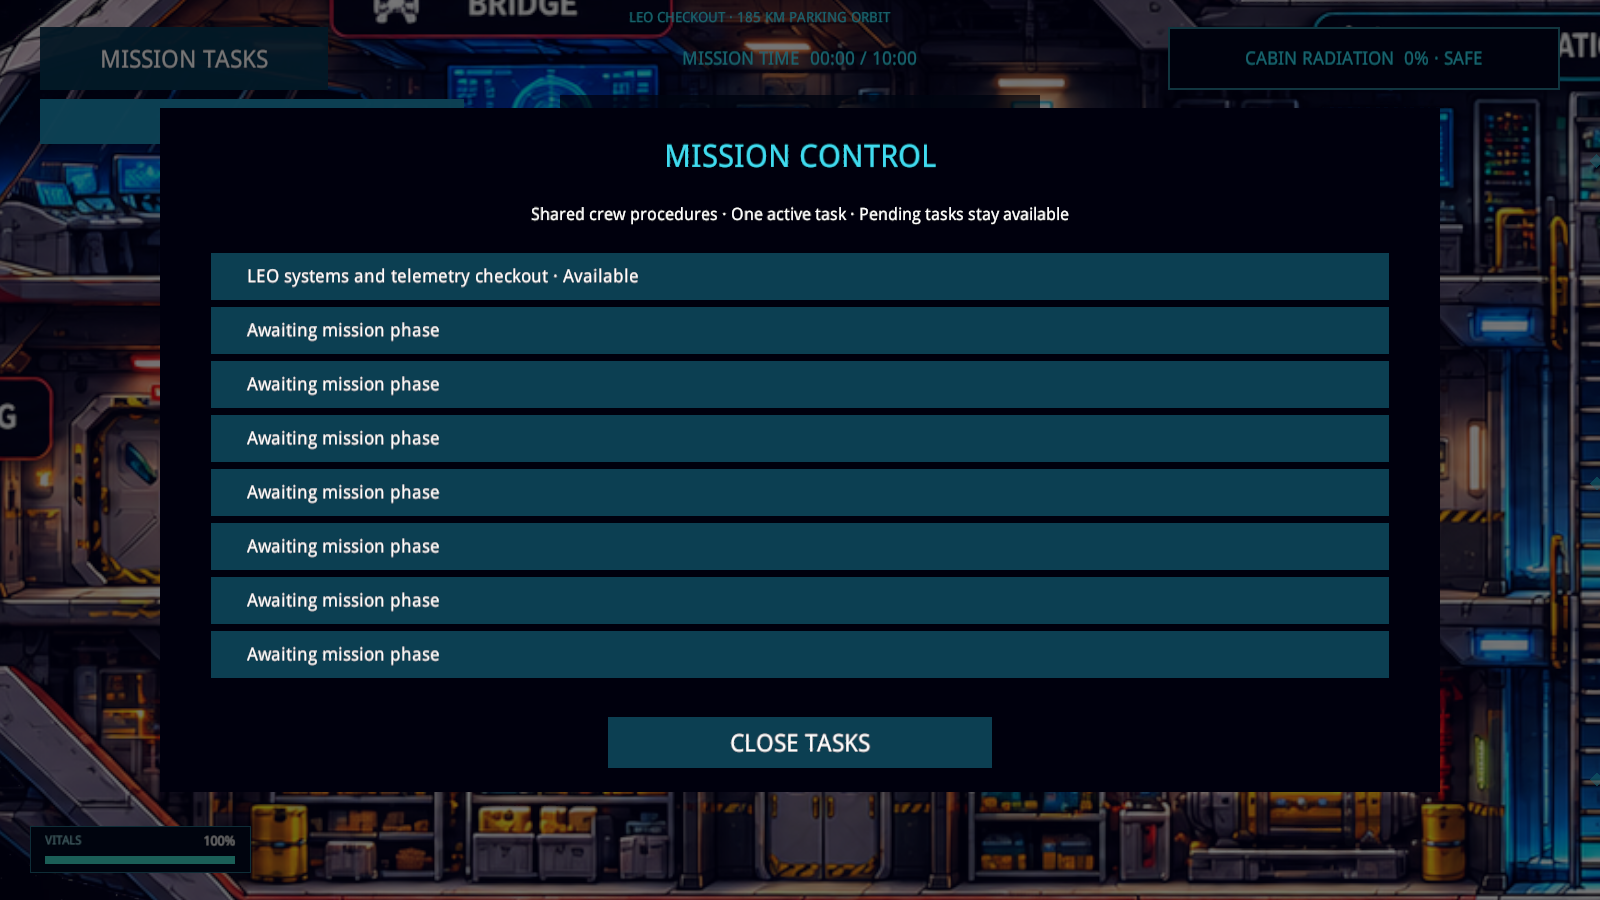 BRIDGE
LEO CHECKOUT · 185 KM PARKING ORBIT
MISSION TASKS
MISSION TIME 00:00 / 10:00
CABIN RADIATION 0% · SAFE
MISSION CONTROL
Shared crew procedures · One active task · Pending tasks stay available
LEO systems and telemetry checkout · Available
Awaiting mission phase
Awaiting mission phase
Awaiting mission phase
Awaiting mission phase
Awaiting mission phase
Awaiting mission phase
Awaiting mission phase
CLOSE TASKS
VITALS 100%